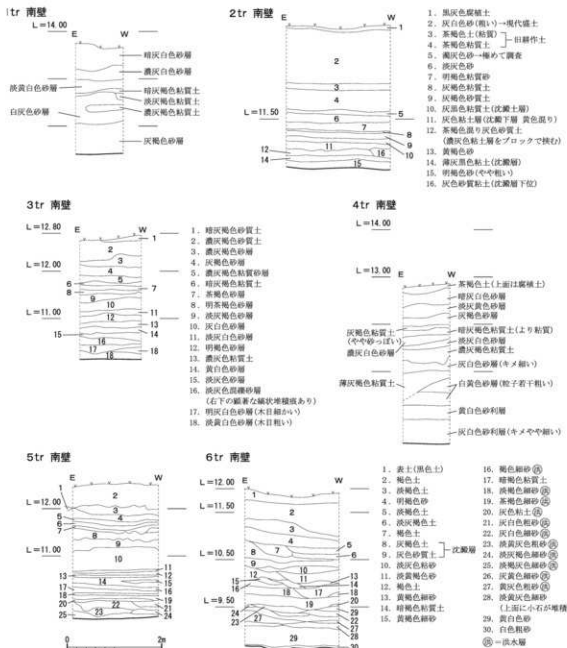 1tr 南壁
L=14.00
E W
暗灰白色砂層
濃灰白色砂層
淡黄白色砂層
暗灰褐色粘質土
淡灰褐色粘質土
濃灰褐色粘質土
白灰色砂層
灰褐色砂層
2tr 南壁
E W
L=11.50
1. 黒灰色腐植土
2. 灰白色砂(粗い)→現代盛土
3. 茶褐色土(粘質)
4. 茶褐色粘質土
旧耕作土
5. 濁灰色砂→極めて調査
6. 淡灰色砂
7. 明褐色粘質砂
8. 灰褐色粘質土
9. 灰褐色砂質土
10. 灰黒色粘質土(沈澱土層)
11. 灰色粘土層(沈澱下層 黄色混り)
12. 茶褐色混り灰色砂質土
(濃灰色粘土層をブロックで挟む)
13. 黄褐色砂
14. 薄灰黒色粘土(沈澱層)
15. 明褐色砂(やや粗い)
16. 灰色砂質粘土(沈澱層下位)
3tr 南壁
E W
L=12.80
L=12.00
L=11.00
1. 暗灰褐色砂質土
2. 濃灰褐色砂質土
3. 濃灰褐色砂層
4. 灰褐色砂層
5. 濃灰褐色粘質砂層
6. 暗灰褐色粘質土
7. 茶褐色砂層
8. 明茶褐色砂層
9. 淡灰褐色砂層
10. 灰白色砂層
11. 淡灰白色砂層
12. 明褐色砂層
13. 濃灰色粘質土
14. 黄白色砂層
15. 淡灰色砂層
16. 淡灰色混礫砂層
(右下の顕著な縞状堆積痕あり)
17. 明灰白色砂層(木目細かい)
18. 淡黄白色砂層(木目粗い)
4tr 南壁
L=14.00
L=13.00
E W
茶褐色土(上面は腐植土)
暗灰白色砂層
淡灰黄色砂層
灰褐色砂層
灰褐色粘質土
(やや砂っぽい)
暗灰褐色粘質土(より粘質)
淡灰白色砂層
濃灰白色砂層
濃灰褐色粘質土
灰白色砂層(キメ細い)
薄灰褐色粘質土
白黄色砂層(粒子若干粗い)
黄白色砂利層
灰白色砂利層(キメやや細い)
5tr 南壁
E W
L=12.00
L=11.00
0 2m
6tr 南壁
E W
L=12.00
L=11.50
L=10.50
L=9.50
1. 表土(黒色土)
2. 褐色土
3. 淡褐色土
4. 明褐色砂
5. 淡褐色土
6. 淡灰褐色土
7. 褐色土
8. 灰褐色土
9. 灰色砂質土
沈澱層
10. 淡灰色粘砂
11. 淡黄褐色砂
12. 褐色土
13. 黄褐色細砂
14. 暗褐色粘質土
15. 黄褐色細砂
16. 褐色細砂㊋
17. 暗褐色粘質土
18. 淡褐色細砂
19. 茶褐色細砂
20. 灰色粘土
21. 灰白色粗砂
22. 灰白色細砂
23. 淡黄灰色粗砂
24. 淡灰褐色細砂
25. 淡褐灰色細砂
26. 灰黄色細砂
27. 黄灰色粗砂
28. 淡黄灰色細砂
(上面に小石が堆積)
29. 黄白色砂
30. 白色粗砂
=洪水層